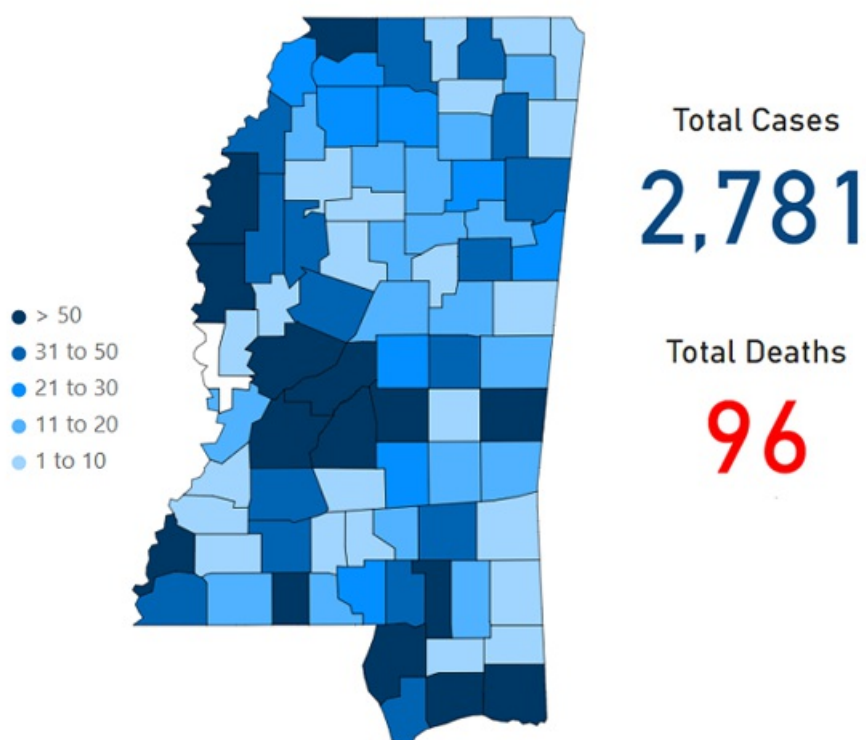 > 50
31 to 50
21 to 30
11 to 20
1 to 10
Total Cases
2,781
Total Deaths
96